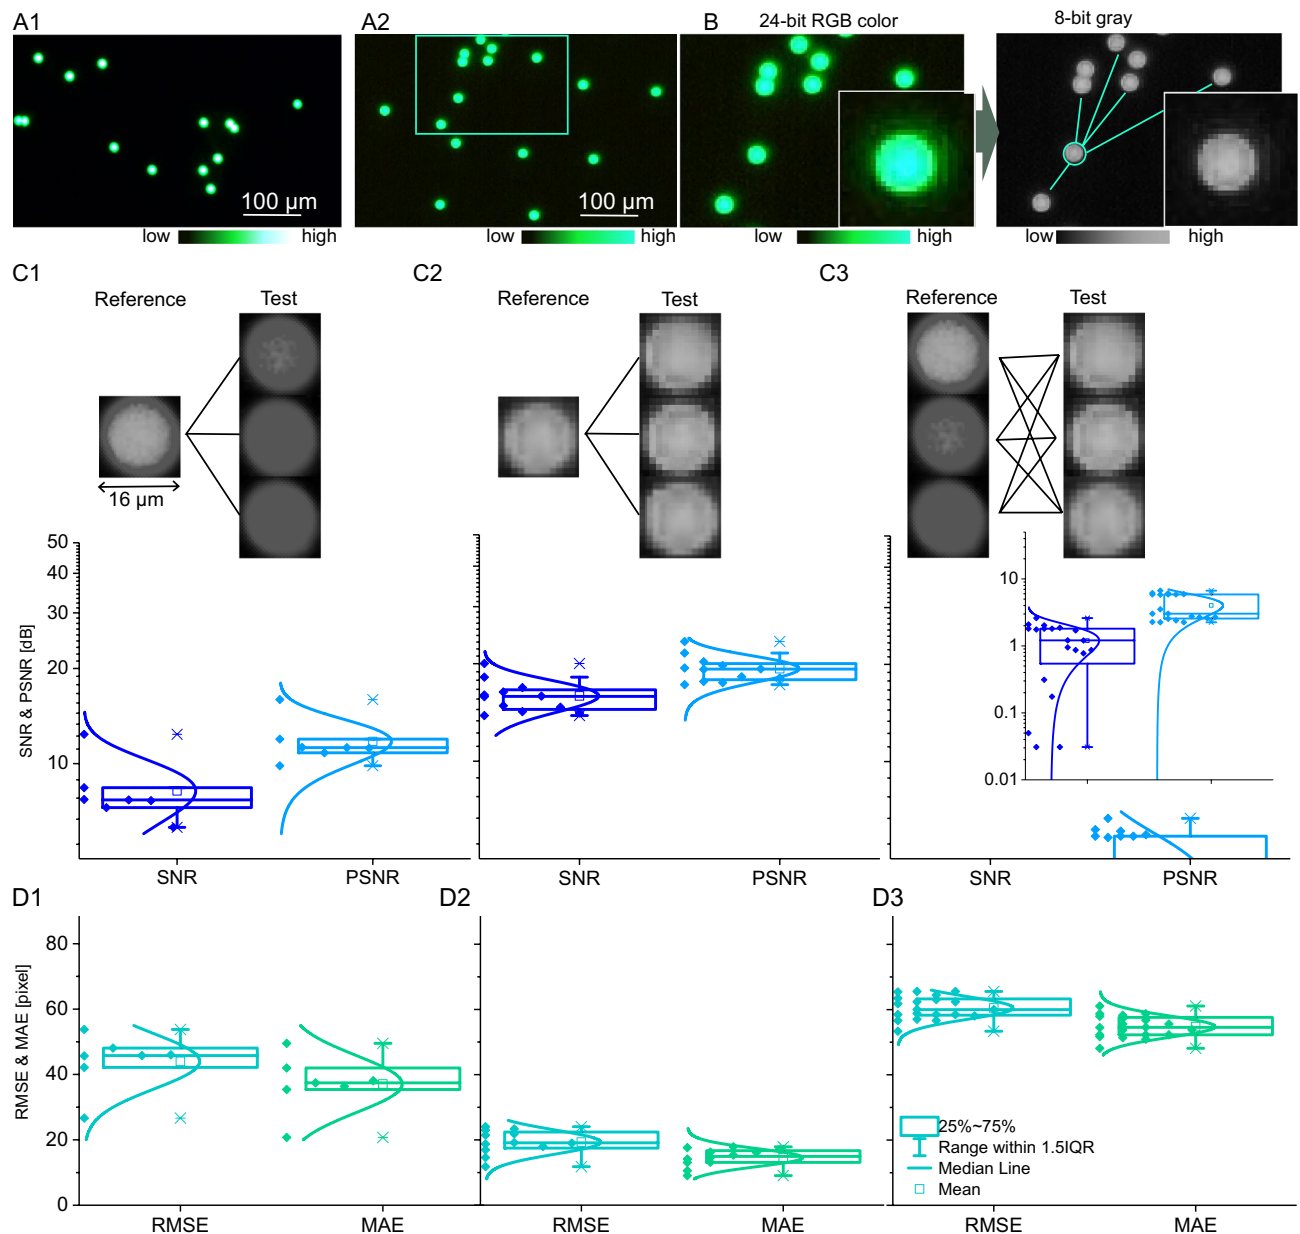 A1
A2
B
24-bit RGB color
8-bit gray
100 μm
100 μm
low
high
low
high
low
high
low
high
C1
C2
C3
Reference
Test
Reference
Test
Reference
Test
16 μm
SNR & PSNR [dB]
50
40
30
20
10
10
1
0.1
0.01
SNR
PSNR
SNR
PSNR
SNR
PSNR
D1
D2
D3
RMSE & MAE [pixel]
80
60
40
20
0
25%~75%
Range within 1.5IQR
Median Line
Mean
RMSE
MAE
RMSE
MAE
RMSE
MAE